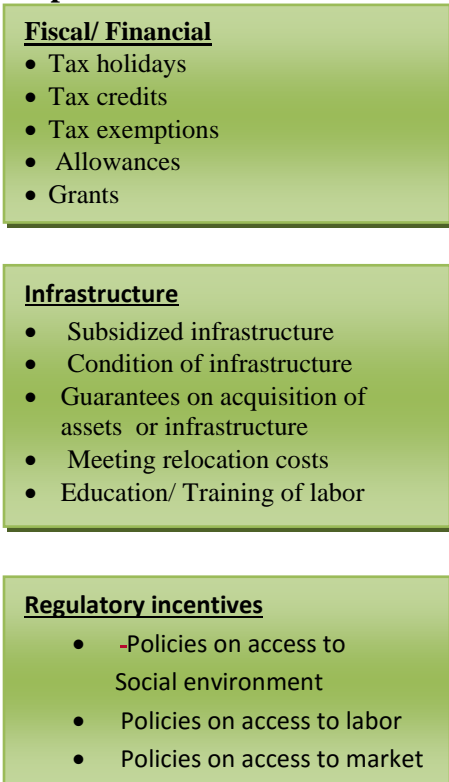 Fiscal/ Financial
• Tax holidays
• Tax credits
• Tax exemptions
• Allowances
• Grants
Infrastructure
• Subsidized infrastructure
• Condition of infrastructure
• Guarantees on acquisition of
assets or infrastructure
• Meeting relocation costs
• Education/ Training of labor
Regulatory incentives
• -Policies on access to
Social environment
• Policies on access to labor
• Policies on access to market